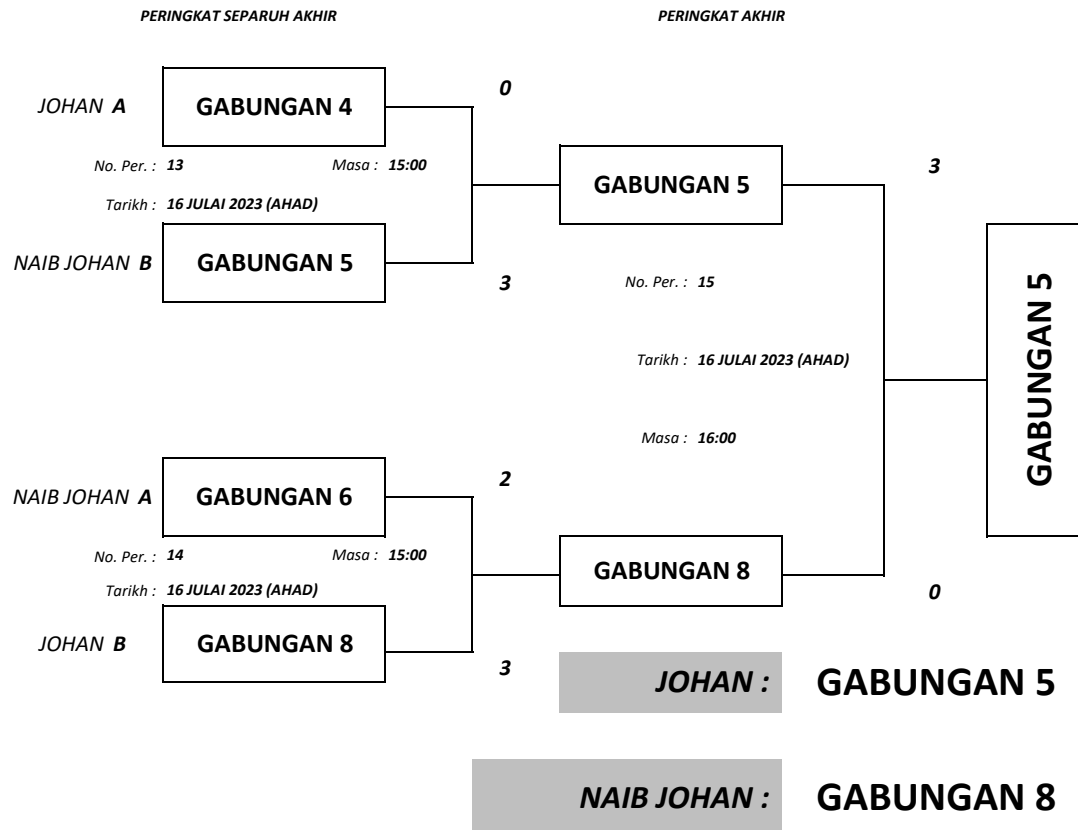 PERINGKAT SEPARUH AKHIR
PERINGKAT AKHIR
JOHAN A
GABUNGAN 4
0
No. Per. : 13
Masa : 15:00
Tarikh : 16 JULAI 2023 (AHAD)
NAIB JOHAN B
GABUNGAN 5
3
GABUNGAN 5
3
No. Per. : 15
Tarikh : 16 JULAI 2023 (AHAD)
Masa : 16:00
GABUNGAN 5
NAIB JOHAN A
GABUNGAN 6
2
No. Per. : 14
Masa : 15:00
Tarikh : 16 JULAI 2023 (AHAD)
JOHAN B
GABUNGAN 8
3
GABUNGAN 8
0
JOHAN : GABUNGAN 5
NAIB JOHAN : GABUNGAN 8